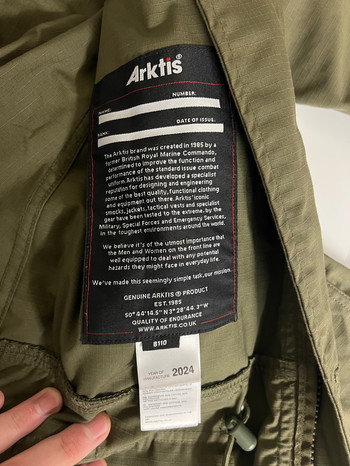 Arktis®
NUMBER:
NAME:
DATE OF ISSUE:
RANK:
The Arktis brand was created in 1985 by a
former British Royal Marine Commando,
determined to improve the function and
performance of the standard issue combat
uniform. Arktis has developed a specialist
reputation for designing and engineering
some of the best quality, functional clothing
and equipment out there. Arktis' iconic
smocks, jackets, tactical vests and specialist
gear have been tested to the extreme, by the
Military, Special Forces and Emergency Services,
in the toughest environments around the world.
We believe it's of the utmost importance that
the Men and Women on the front line are
well equipped to deal with any potential
hazards they might face in everyday life.
We've made this seemingly simple task, our mission.
GENUINE ARKTIS ® PRODUCT
EST. 1985
50°44'14.5"N 3°28'44.3"W
QUALITY OF ENDURANCE
WWW.ARKTIS.CO.UK
B110
YEAR OF
MANUFACTURE 2024